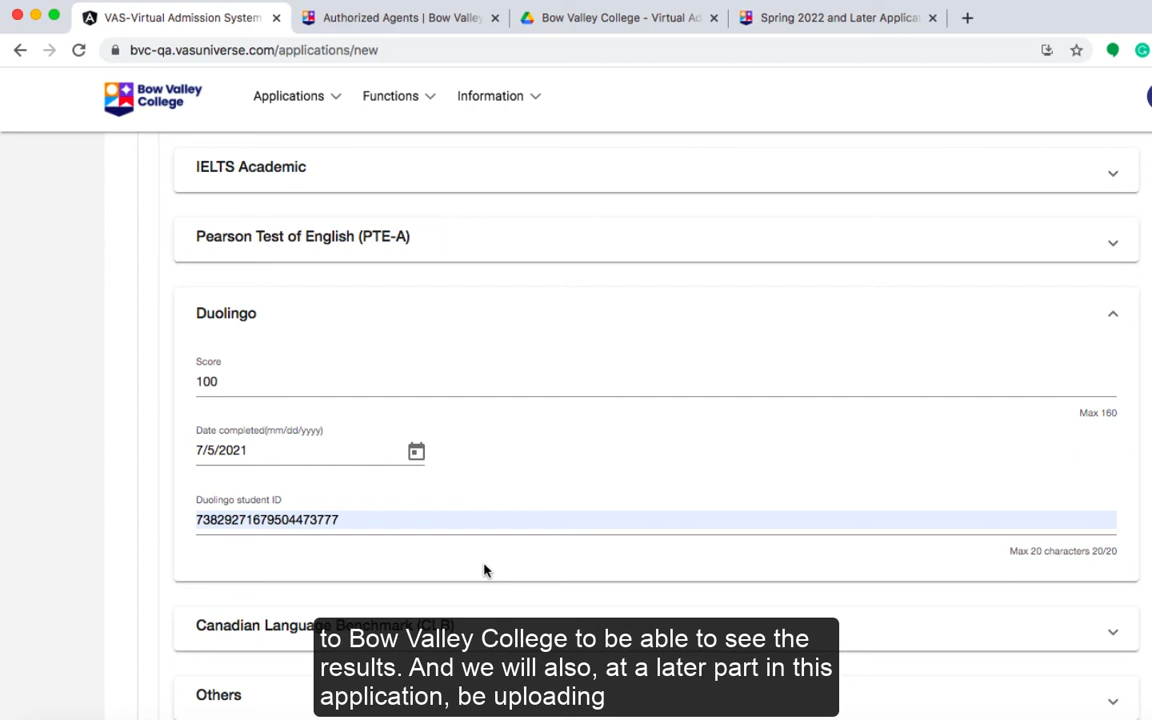 VAS-Virtual Admission System
Authorized Agents | Bow Valley
Bow Valley College - Virtual Ad
Spring 2022 and Later Applica
bvc-qa.vasuniverse.com/applications/new
Bow Valley
College
Applications
Functions
Information
IELTS Academic
Pearson Test of English (PTE-A)
Duolingo
Score
100
Max 160
Date completed(mm/dd/yyyy)
7/5/2021
Duolingo student ID
73829271679504473777
Max 20 characters 20/20
Canadian Language Benchmark (CLB)
to Bow Valley College to be able to see the
results. And we will also, at a later part in this
application, be uploading
Others